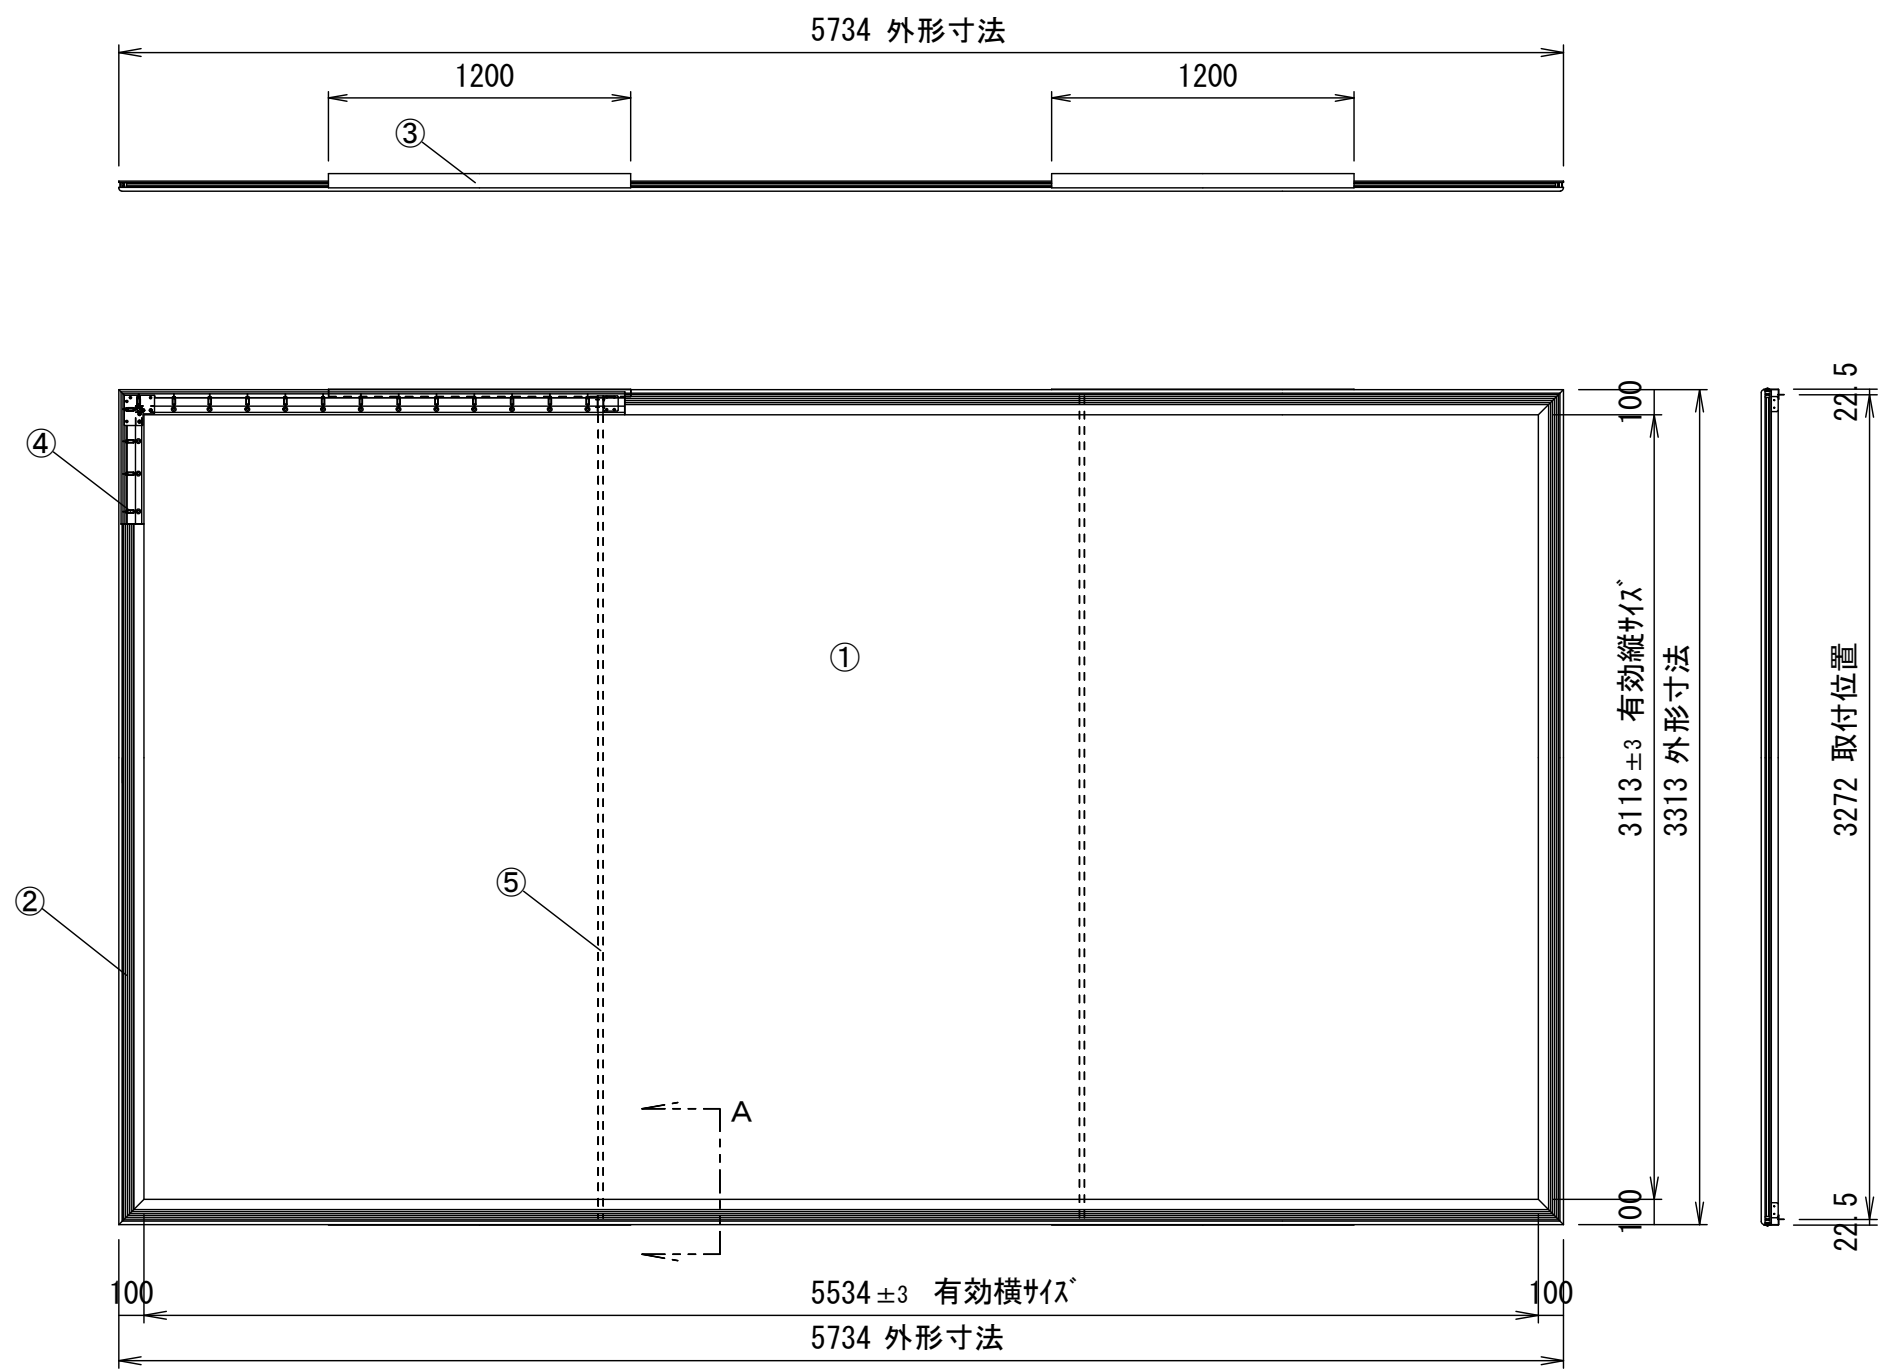 5734 外形寸法
1200
1200
③
④
①
⑤
②
A
100
3113±3 有効縦ｻｲｽﾞ
100
3313 外形寸法
22.5
3272 取付位置
22.5
100
5534±3 有効横ｻｲｽﾞ
100
5734 外形寸法